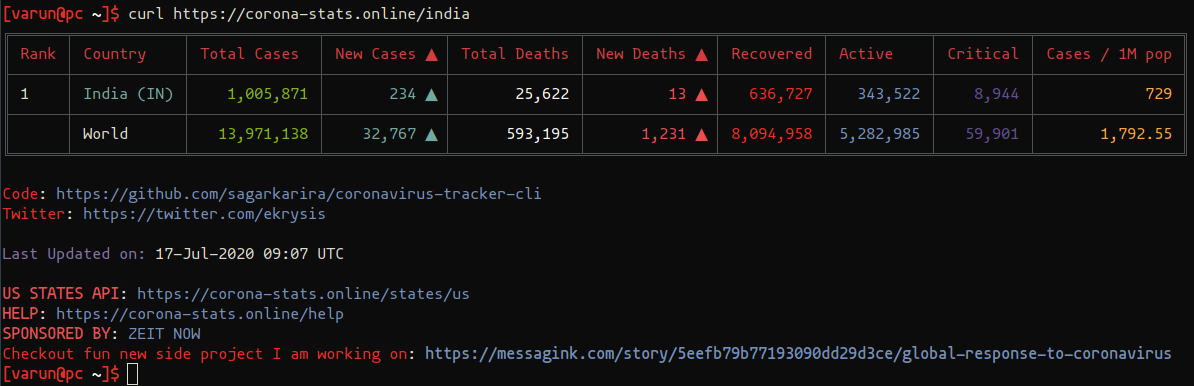 [varun@pc ~]$ curl https://corona-stats.online/india
Rank Country Total Cases New Cases ▲ Total Deaths New Deaths ▲ Recovered Active Critical Cases / 1M pop
1 India (IN) 1,005,871 234 ▲ 25,622 13 ▲ 636,727 343,522 8,944 729
World 13,971,138 32,767 ▲ 593,195 1,231 ▲ 8,094,958 5,282,985 59,901 1,792.55
Code: https://github.com/sagarkarira/coronavirus-tracker-cli
Twitter: https://twitter.com/ekrysis
Last Updated on: 17-Jul-2020 09:07 UTC
US STATES API: https://corona-stats.online/states/us
HELP: https://corona-stats.online/help
SPONSORED BY: ZEIT NOW
Checkout fun new side project I am working on: https://messagink.com/story/5eefb79b77193090dd29d3ce/global-response-to-coronavirus
[varun@pc ~]$